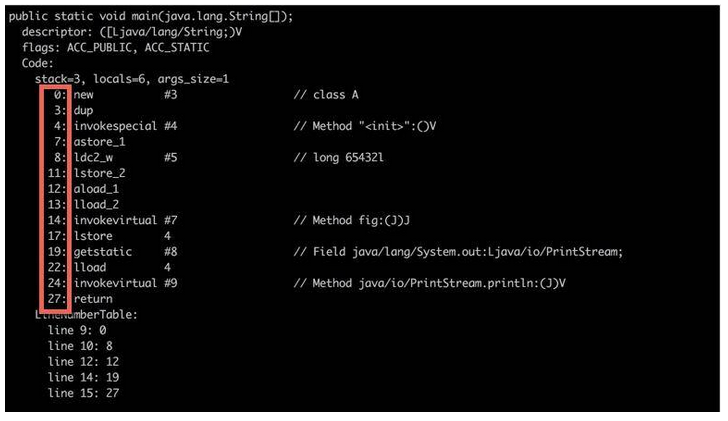 public static void main(java.lang.String[]);
descriptor: ([Ljava/lang/String;)V
flags: ACC_PUBLIC, ACC_STATIC
Code:
stack=3, locals=6, args_size=1
0: new #3 // class A
3: dup
4: invokespecial #4 // Method "<init>":()V
7: astore_1
8: ldc2_w #5 // long 65432l
11: lstore_2
12: aload_1
13: lload_2
14: invokevirtual #7 // Method fig:(J)J
17: lstore 4
19: getstatic #8 // Field java/lang/System.out:Ljava/io/PrintStream;
22: lload 4
24: invokevirtual #9 // Method java/io/PrintStream.println:(J)V
27: return
LineNumberTable:
line 9: 0
line 10: 8
line 12: 12
line 14: 19
line 15: 27